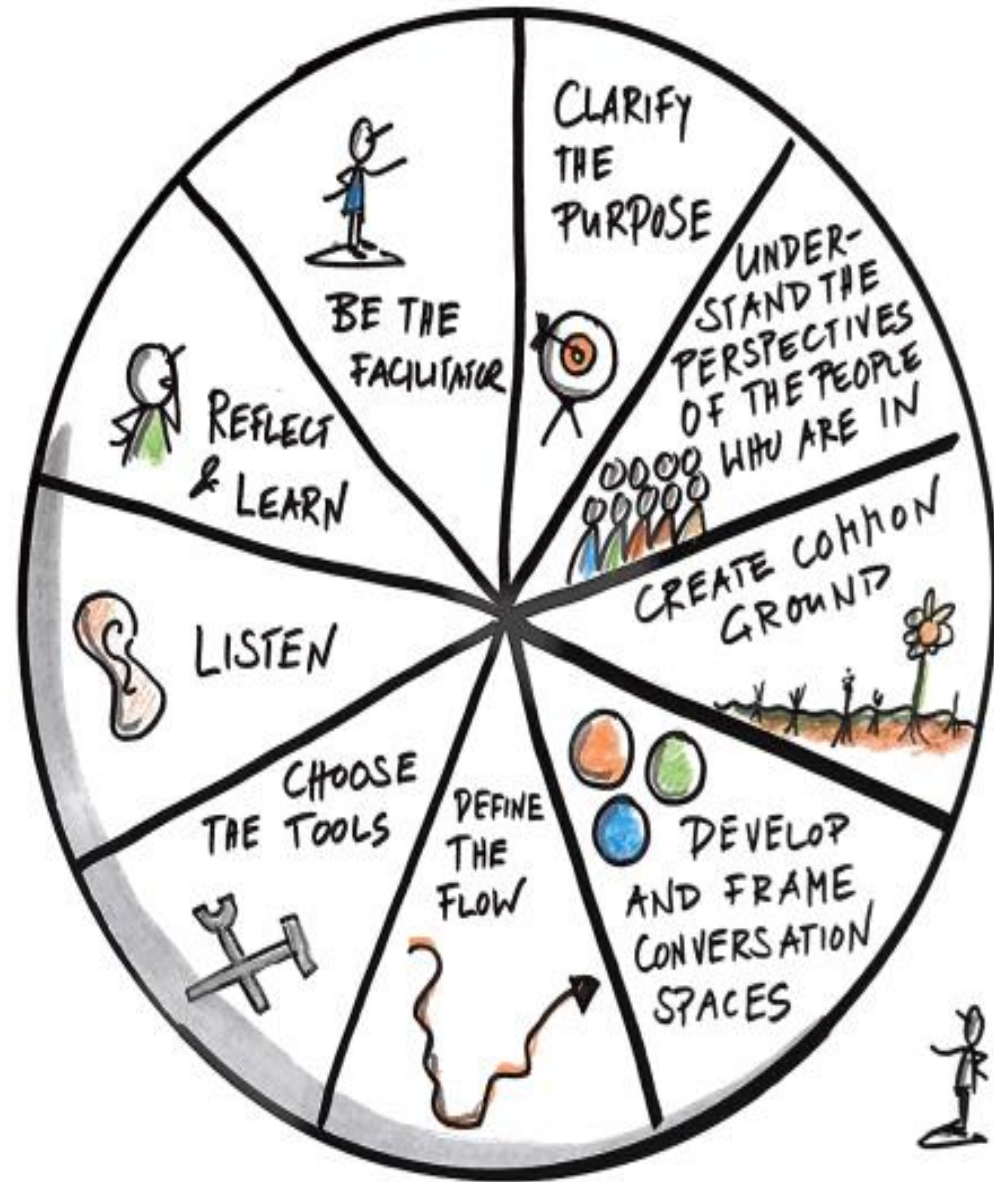 CLARIFY
THE
PURPOSE
UNDER-
STAND THE
PERSPECTIVES
OF THE PEOPLE
WHO ARE IN
CREATE COMMON
GROUND
DEVELOP
AND FRAME
CONVERSATION
SPACES
DEFINE
THE
FLOW
CHOOSE
THE TOOLS
LISTEN
REFLECT
& LEARN
BE THE
FACILITATOR